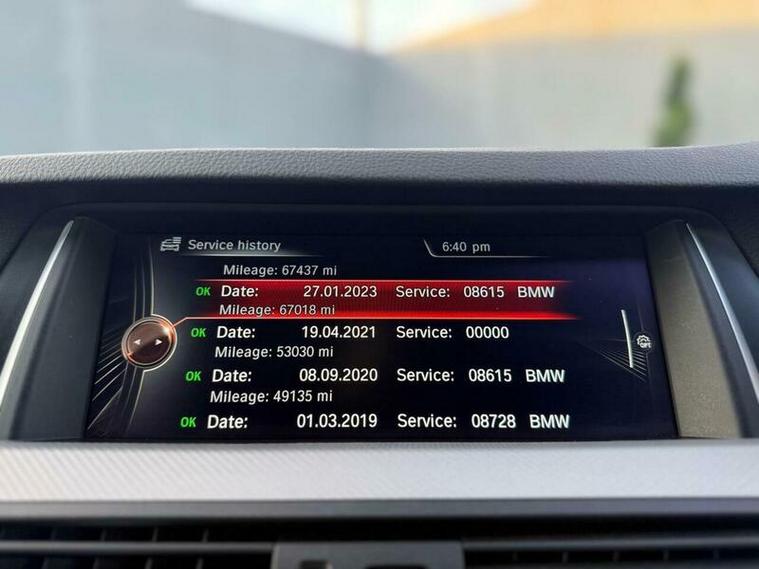 Service history
6:40 pm
Mileage: 67437 mi
OK Date: 27.01.2023 Service: 08615 BMW
Mileage: 67018 mi
OK Date: 19.04.2021 Service: 00000
Mileage: 53030 mi
OK Date: 08.09.2020 Service: 08615 BMW
Mileage: 49135 mi
OK Date: 01.03.2019 Service: 08728 BMW
OPT